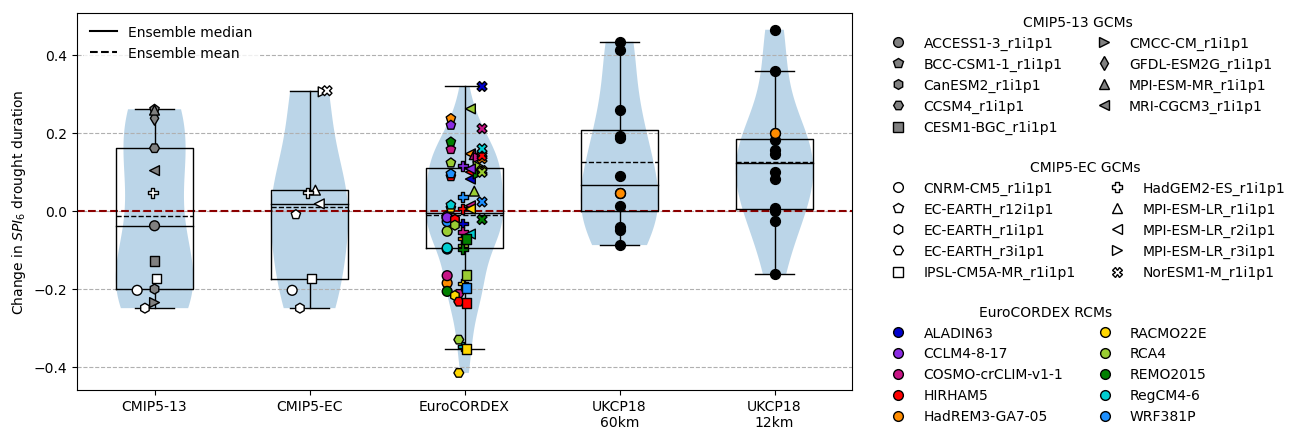 Ensemble median
Ensemble mean
Change in SPI6 drought duration
0.4
0.2
0.0
−0.2
−0.4
CMIP5-13
CMIP5-EC
EuroCORDEX
UKCP18
60km
UKCP18
12km
CMIP5-13 GCMs
ACCESS1-3_r1i1p1
BCC-CSM1-1_r1i1p1
CanESM2_r1i1p1
CCSM4_r1i1p1
CESM1-BGC_r1i1p1
CMCC-CM_r1i1p1
GFDL-ESM2G_r1i1p1
MPI-ESM-MR_r1i1p1
MRI-CGCM3_r1i1p1
CMIP5-EC GCMs
CNRM-CM5_r1i1p1
EC-EARTH_r12i1p1
EC-EARTH_r1i1p1
EC-EARTH_r3i1p1
IPSL-CM5A-MR_r1i1p1
HadGEM2-ES_r1i1p1
MPI-ESM-LR_r1i1p1
MPI-ESM-LR_r2i1p1
MPI-ESM-LR_r3i1p1
NorESM1-M_r1i1p1
EuroCORDEX RCMs
ALADIN63
CCLM4-8-17
COSMO-crCLIM-v1-1
HIRHAM5
HadREM3-GA7-05
RACMO22E
RCA4
REMO2015
RegCM4-6
WRF381P